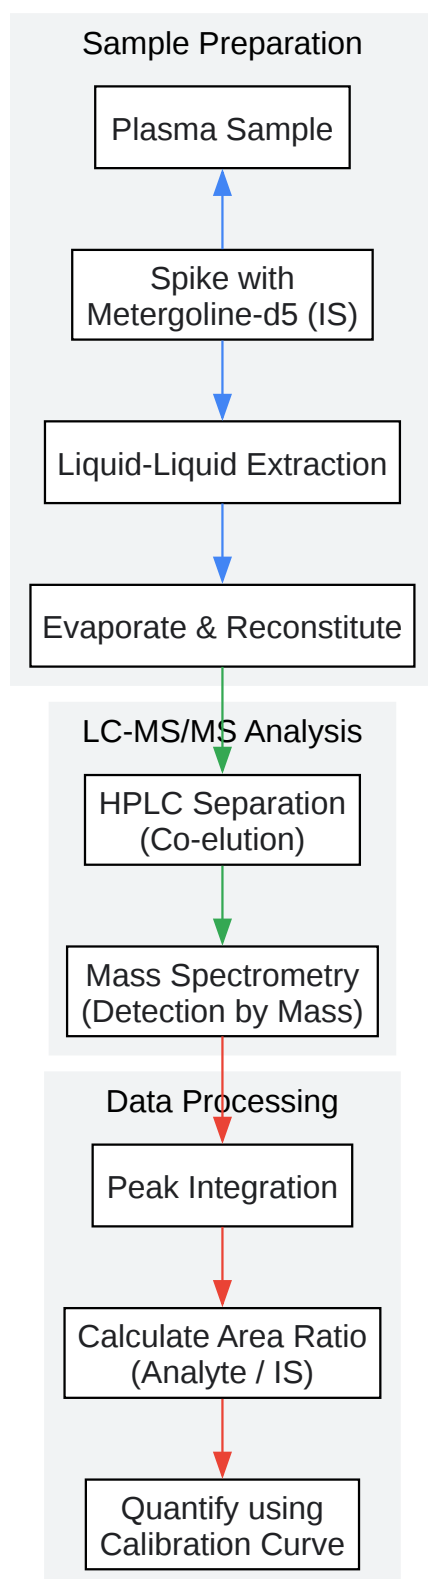 Sample Preparation
Plasma Sample
Spike with
Metergoline-d5 (IS)
Liquid-Liquid Extraction
Evaporate & Reconstitute
LC-MS/MS Analysis
HPLC Separation
(Co-elution)
Mass Spectrometry
(Detection by Mass)
Data Processing
Peak Integration
Calculate Area Ratio
(Analyte / IS)
Quantify using
Calibration Curve